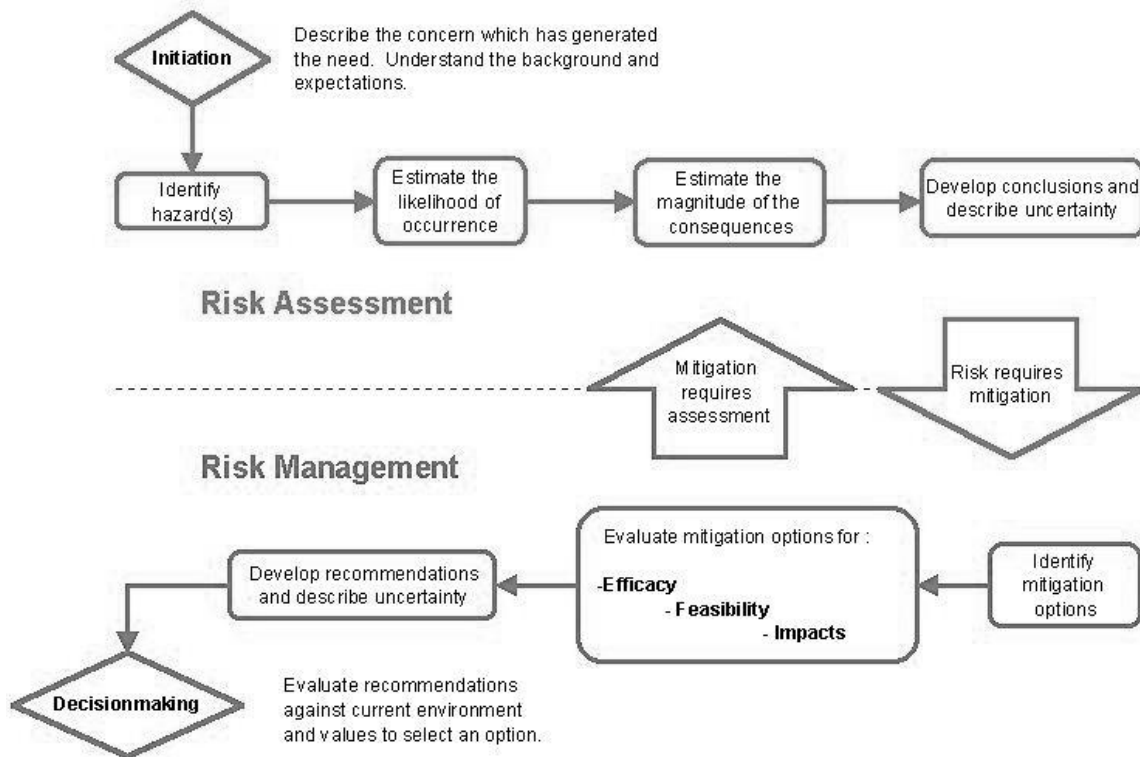 Initiation
Describe the concern which has generated
the need.  Understand the background and
expectations.
Identify
hazard(s)
Estimate the
likelihood of
occurrence
Estimate the
magnitude of the
consequences
Develop conclusions and
describe uncertainty
Risk Assessment
Mitigation
requires
assessment
Risk requires
mitigation
Risk Management
Identify
mitigation
options
Evaluate mitigation options for :
-Efficacy
- Feasibility
- Impacts
Develop recommendations
and describe uncertainty
Decisionmaking
Evaluate recommendations
against current environment
and values to select an option.